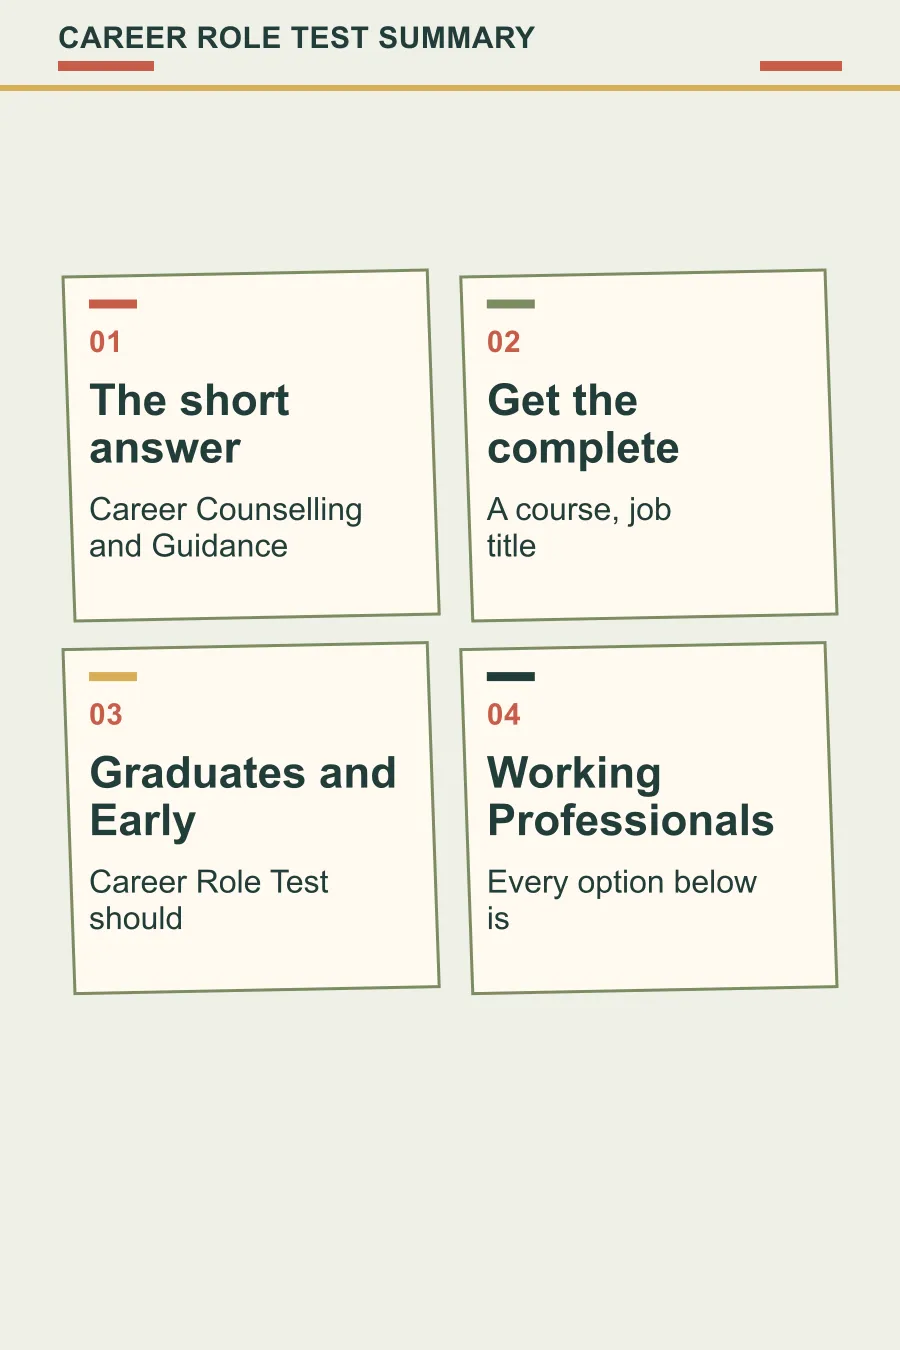 CAREER ROLE TEST SUMMARY
01
The short
answer
Career Counselling
and Guidance
02
Get the
complete
A course, job
title
03
Graduates and
Early
Career Role Test
should
04
Working
Professionals
Every option below
is